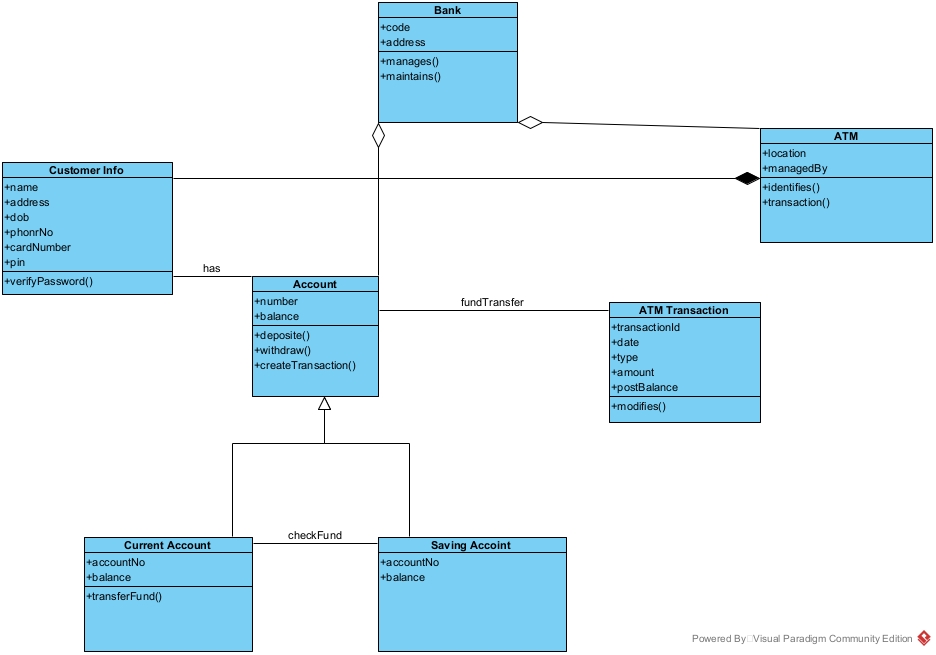 Bank
+code
+address
+manages()
+maintains()
ATM
+location
+managedBy
+identifies()
+transaction()
Customer Info
+name
+address
+dob
+phonrNo
+cardNumber
+pin
+verifyPassword()
has
Account
+number
+balance
+deposite()
+withdraw()
+createTransaction()
fundTransfer
ATM Transaction
+transactionId
+date
+type
+amount
+postBalance
+modifies()
checkFund
Current Account
+accountNo
+balance
+transferFund()
Saving Accoint
+accountNo
+balance
Powered By Visual Paradigm Community Edition